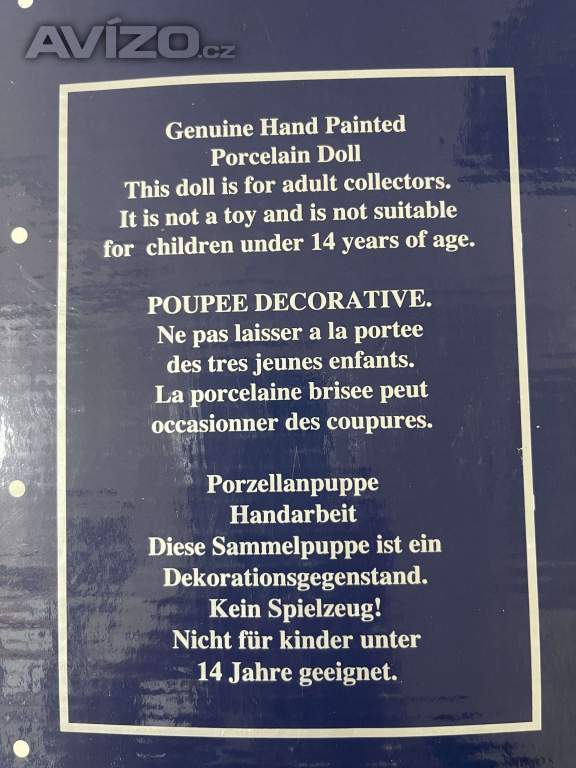 AVÍZO.cz
Genuine Hand Painted
Porcelain Doll
This doll is for adult collectors.
It is not a toy and is not suitable
for children under 14 years of age.
POUPEE DECORATIVE.
Ne pas laisser a la portee
des tres jeunes enfants.
La porcelaine brisee peut
occasionner des coupures.
Porzellanpuppe
Handarbeit
Diese Sammelpuppe ist ein
Dekorationsgegenstand.
Kein Spielzeug!
Nicht für kinder unter
14 Jahre geeignet.